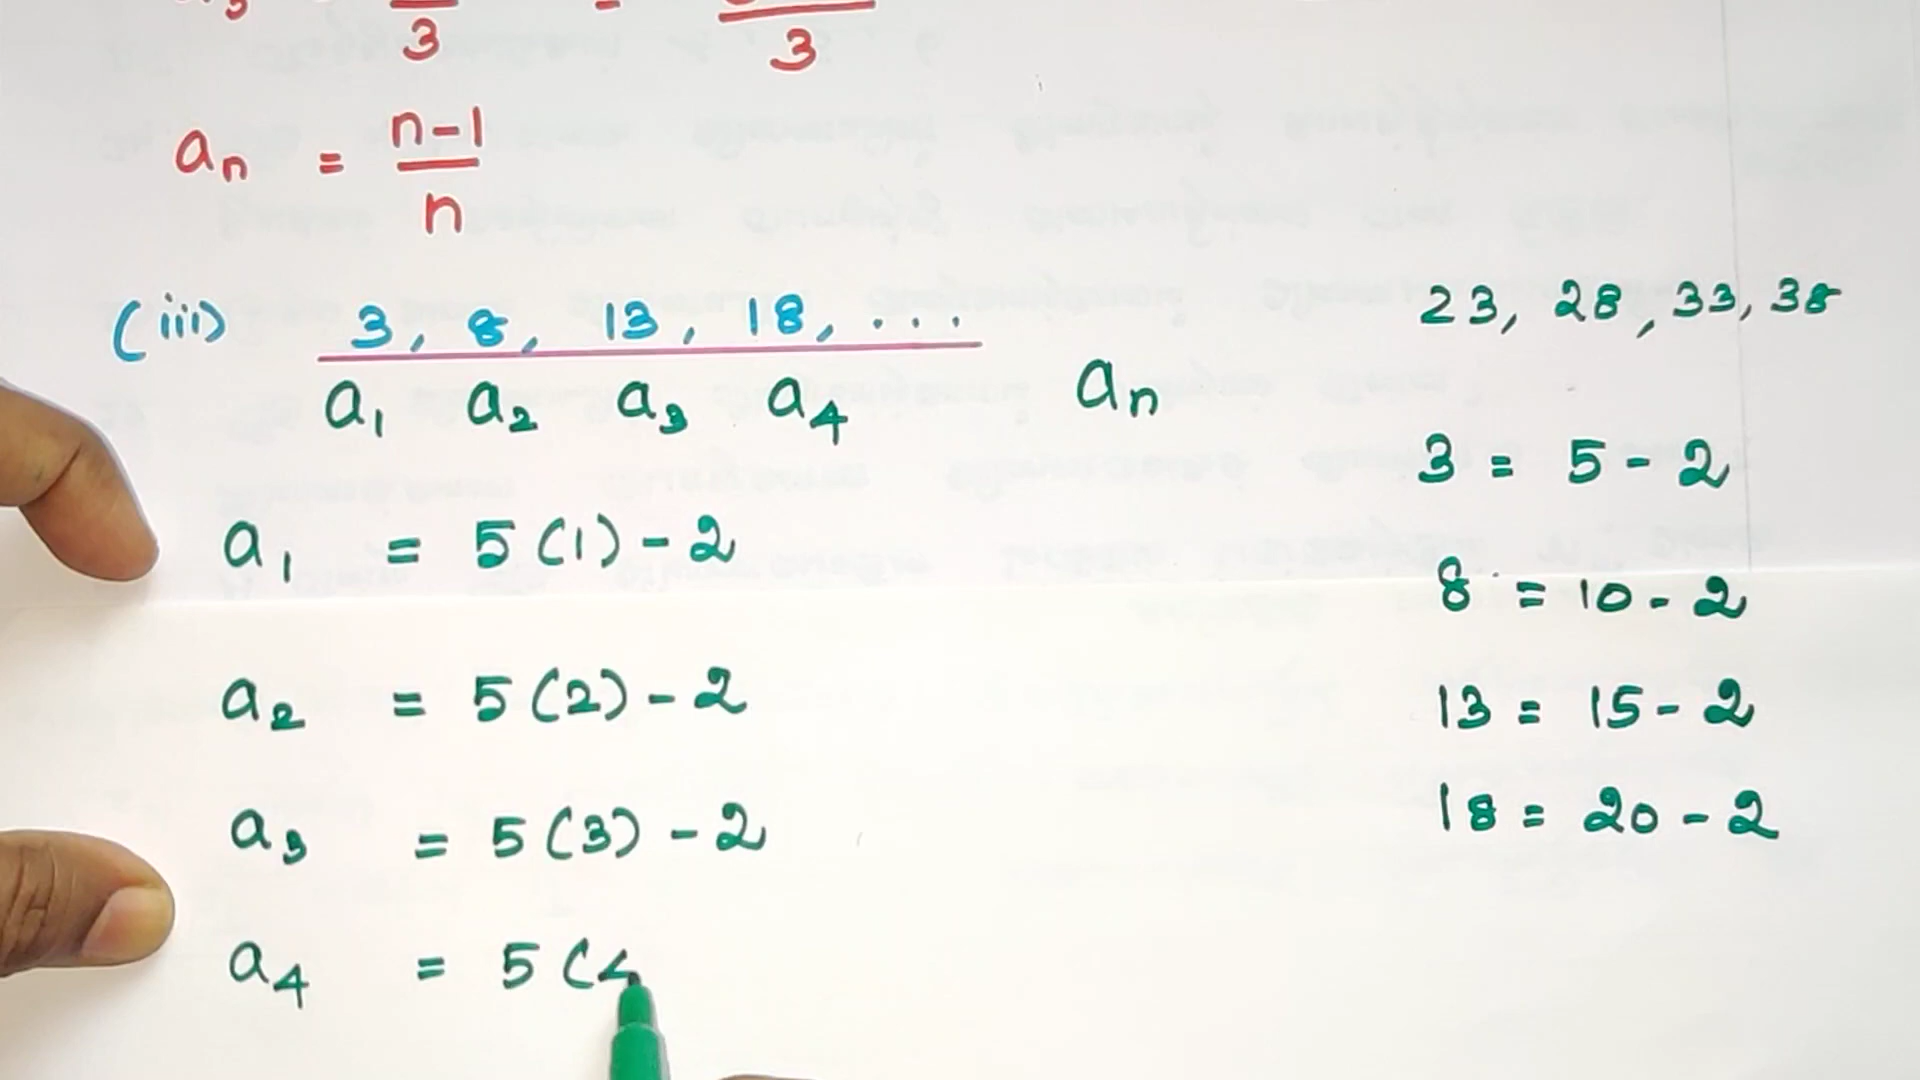 3 = 3
aₙ = n-1/n
(iii) 3, 8, 13, 18, ...
23, 28, 33, 38
a₁ a₂ a₃ a₄ aₙ
3 = 5 - 2
a₁ = 5(1) - 2
8 = 10 - 2
a₂ = 5(2) - 2
13 = 15 - 2
a₃ = 5(3) - 2
18 = 20 - 2
a₄ = 5(4